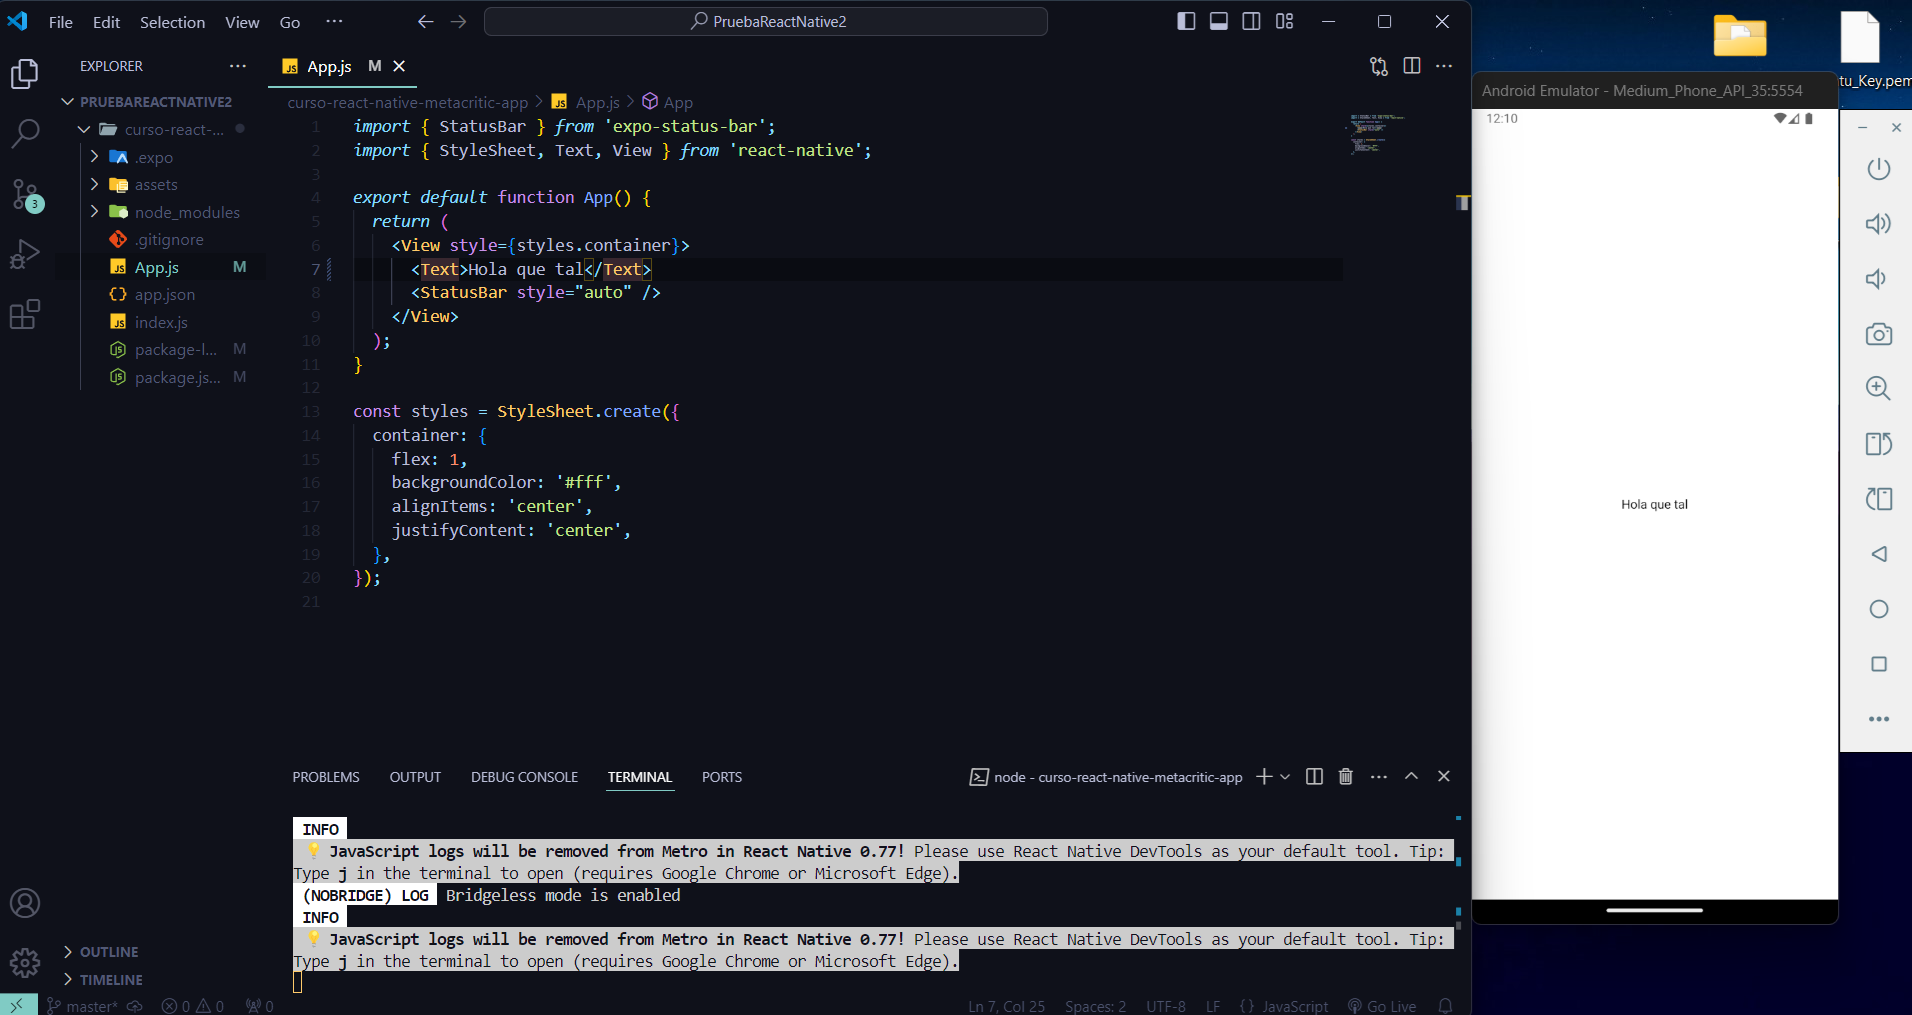 File Edit Selection View Go ··· PruebaReactNative2
EXPLORER
PRUEBAREACTNATIVE2
curso-react-...
.expo
assets
node_modules
.gitignore
App.js M
app.json
index.js
package-l... M
package.js... M
OUTLINE
TIMELINE
3
App.js M
curso-react-native-metacritic-app > App.js > App
1 import { StatusBar } from 'expo-status-bar';
2 import { StyleSheet, Text, View } from 'react-native';
3
4 export default function App() {
5 return (
6 <View style={styles.container}>
7 <Text>Hola que tal</Text>
8 <StatusBar style="auto" />
9 </View>
10 );
11 }
12
13 const styles = StyleSheet.create({
14 container: {
15 flex: 1,
16 backgroundColor: '#fff',
17 alignItems: 'center',
18 justifyContent: 'center',
19 },
20 });
21
PROBLEMS OUTPUT DEBUG CONSOLE TERMINAL PORTS node - curso-react-native-metacritic-app
INFO
💡 JavaScript logs will be removed from Metro in React Native 0.77! Please use React Native DevTools as your default tool. Tip:
Type j in the terminal to open (requires Google Chrome or Microsoft Edge).
(NOBRIDGE) LOG Bridgeless mode is enabled
INFO
💡 JavaScript logs will be removed from Metro in React Native 0.77! Please use React Native DevTools as your default tool. Tip:
Type j in the terminal to open (requires Google Chrome or Microsoft Edge).
master* 0 0 0 Ln 7, Col 25 Spaces: 2 UTF-8 LF {} JavaScript Go Live
tu_Key.pem
Android Emulator - Medium_Phone_API_35:5554
12:10
Hola que tal